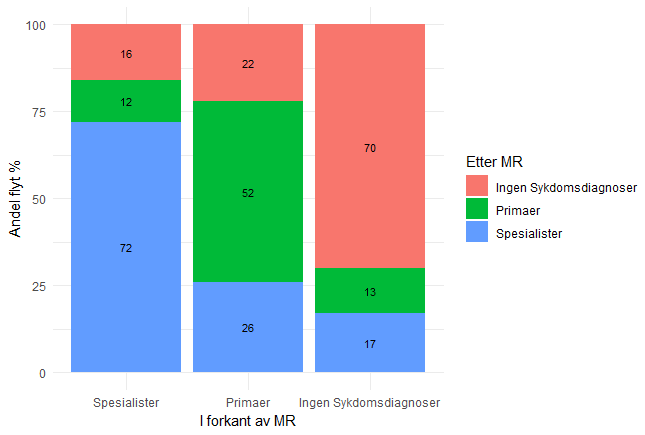 100
75
50
25
0
Andel flyt %
16
12
72
22
52
26
70
13
17
Spesialister
Primaer
Ingen Sykdomsdiagnoser
I forkant av MR
Etter MR
Ingen Sykdomsdiagnoser
Primaer
Spesialister